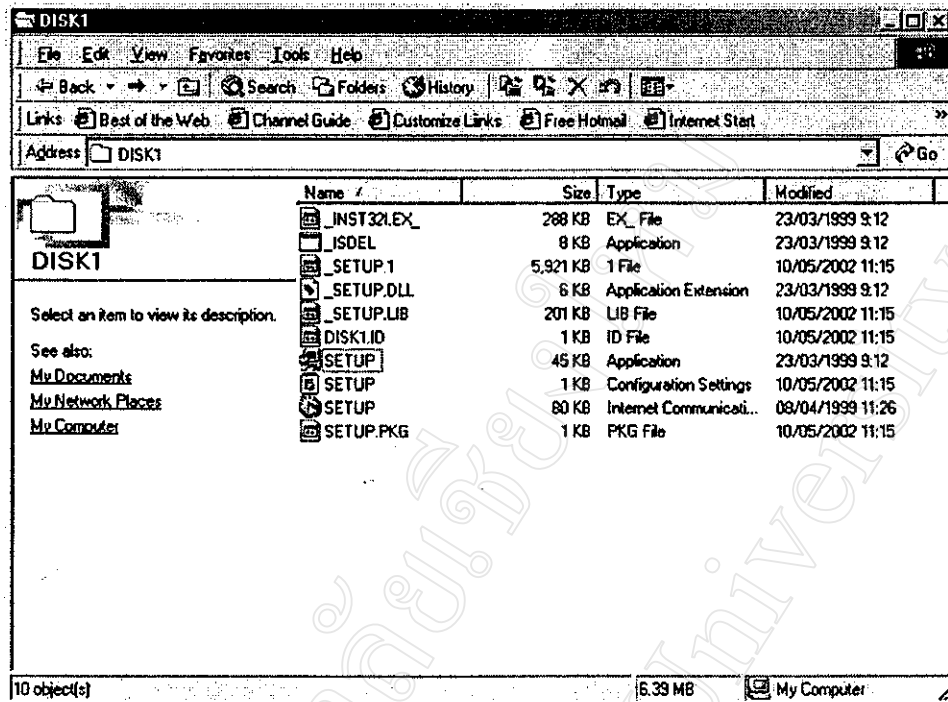 DISK1
File Edit View Favorites Tools Help
Back Search Folders History
Links Best of the Web Channel Guide Customize Links Free Hotmail Internet Start »
Address DISK1 Go
Name Size Type Modified
_INST32I.EX_ 288 KB EX_ File 23/03/1999 9:12
_ISDEL 8 KB Application 23/03/1999 9:12
_SETUP.1 5,921 KB 1 File 10/05/2002 11:15
_SETUP.DLL 6 KB Application Extension 23/03/1999 9:12
_SETUP.LIB 201 KB LIB File 10/05/2002 11:15
DISK1.ID 1 KB ID File 10/05/2002 11:15
SETUP 45 KB Application 23/03/1999 9:12
SETUP 1 KB Configuration Settings 10/05/2002 11:15
SETUP 80 KB Internet Communicati... 08/04/1999 11:26
SETUP.PKG 1 KB PKG File 10/05/2002 11:15
DISK1
Select an item to view its description.
See also:
My Documents
My Network Places
My Computer
10 object(s) 6.39 MB My Computer
University